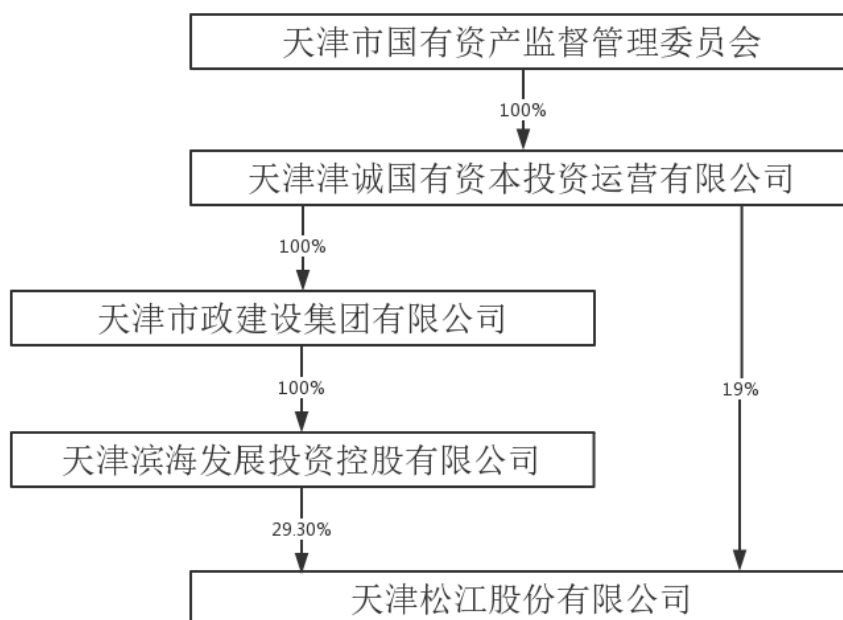 天津市国有资产监督管理委员会
100%
天津津诚国有资本投资运营有限公司
100%
天津市政建设集团有限公司
100%
19%
天津滨海发展投资控股有限公司
29.30%
天津松江股份有限公司